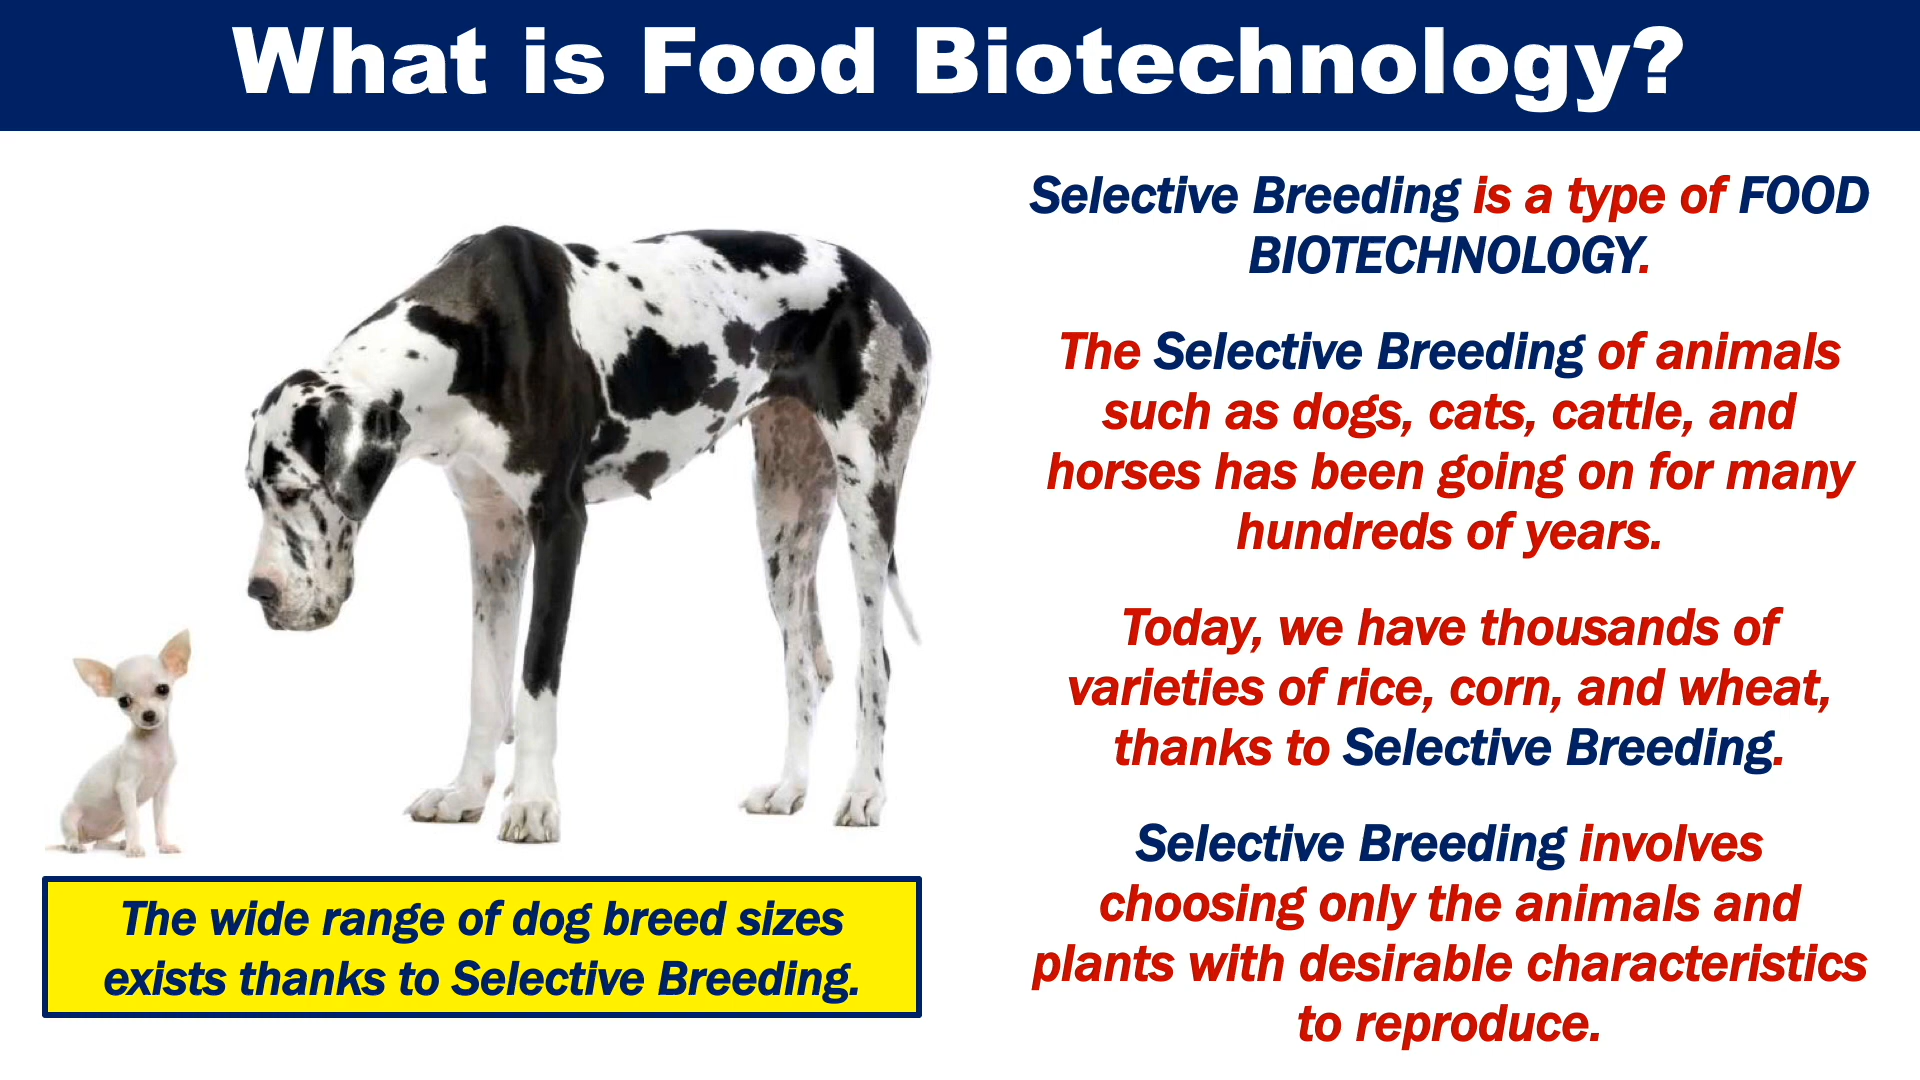 What is Food Biotechnology?
Selective Breeding is a type of FOOD
BIOTECHNOLOGY.
The Selective Breeding of animals
such as dogs, cats, cattle, and
horses has been going on for many
hundreds of years.
Today, we have thousands of
varieties of rice, corn, and wheat,
thanks to Selective Breeding.
Selective Breeding involves
choosing only the animals and
plants with desirable characteristics
to reproduce.
The wide range of dog breed sizes
exists thanks to Selective Breeding.